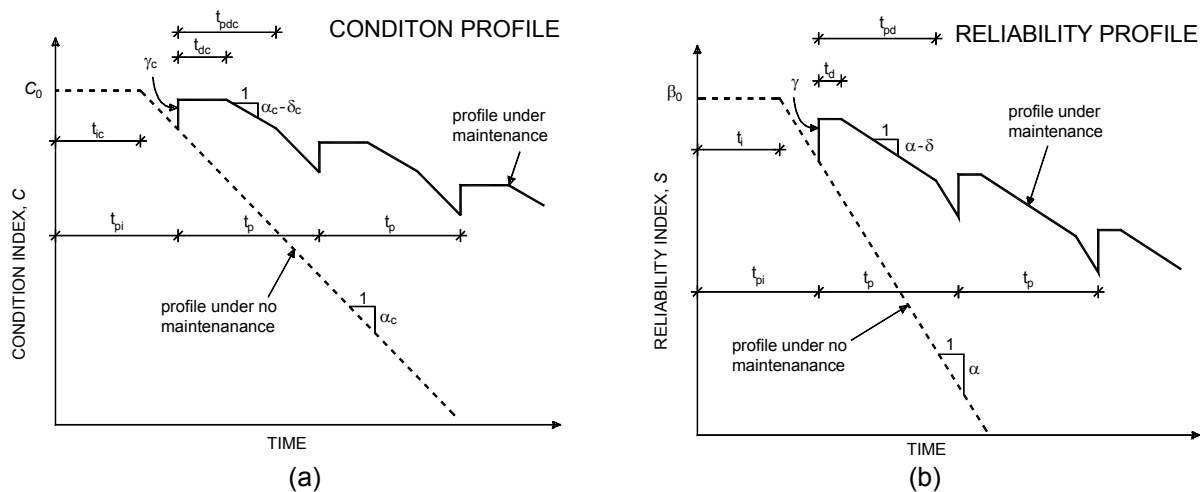 CONDITON PROFILE
t_pdc
t_dc
γ_c
C_0
1
α_c-δ_c
profile under
maintenance
t_ic
CONDITION INDEX, C
t_pi
t_p
t_p
profile under no
maintenanance
1
α_c
TIME
(a)
RELIABILITY PROFILE
t_pd
t_d
γ
β_0
1
α-δ
profile under
maintenance
t_i
RELIABILITY INDEX, S
t_pi
t_p
t_p
profile under no
maintenanance
1
α
TIME
(b)